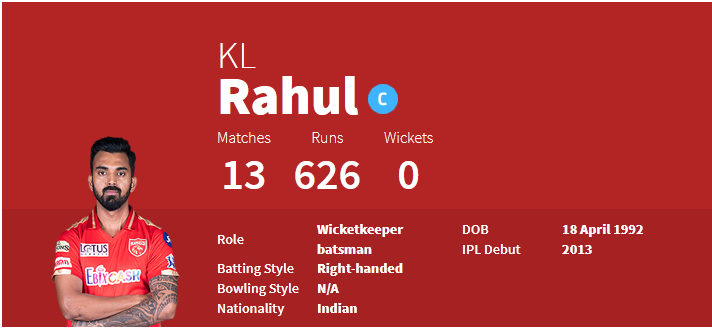 KL
Rahul C
Matches Runs Wickets
13 626 0
Role Wicketkeeper batsman
Batting Style Right-handed
Bowling Style N/A
Nationality Indian
DOB 18 April 1992
IPL Debut 2013
LOTUS
EBIXCASH